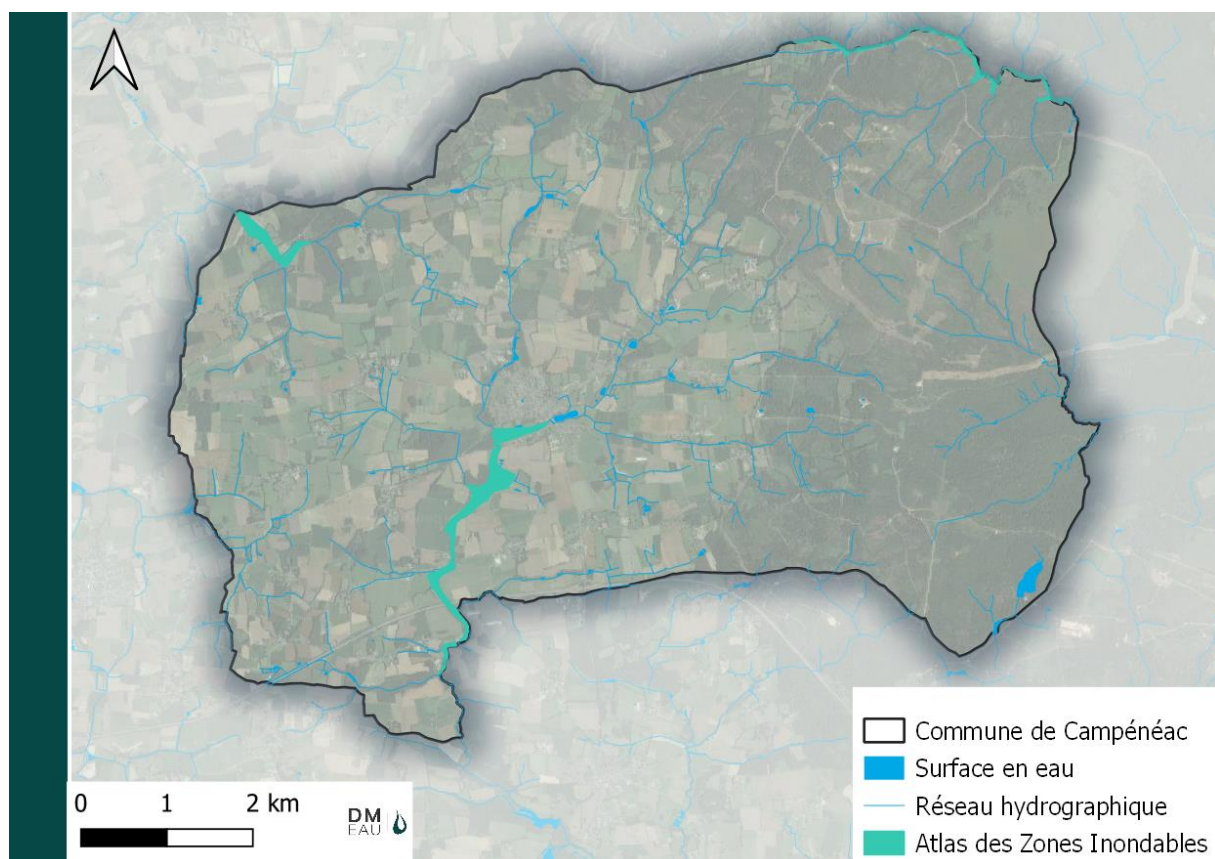 Commune de Campénéac
Surface en eau
Réseau hydrographique
Atlas des Zones Inondables
0 1 2 km
DM
EAU